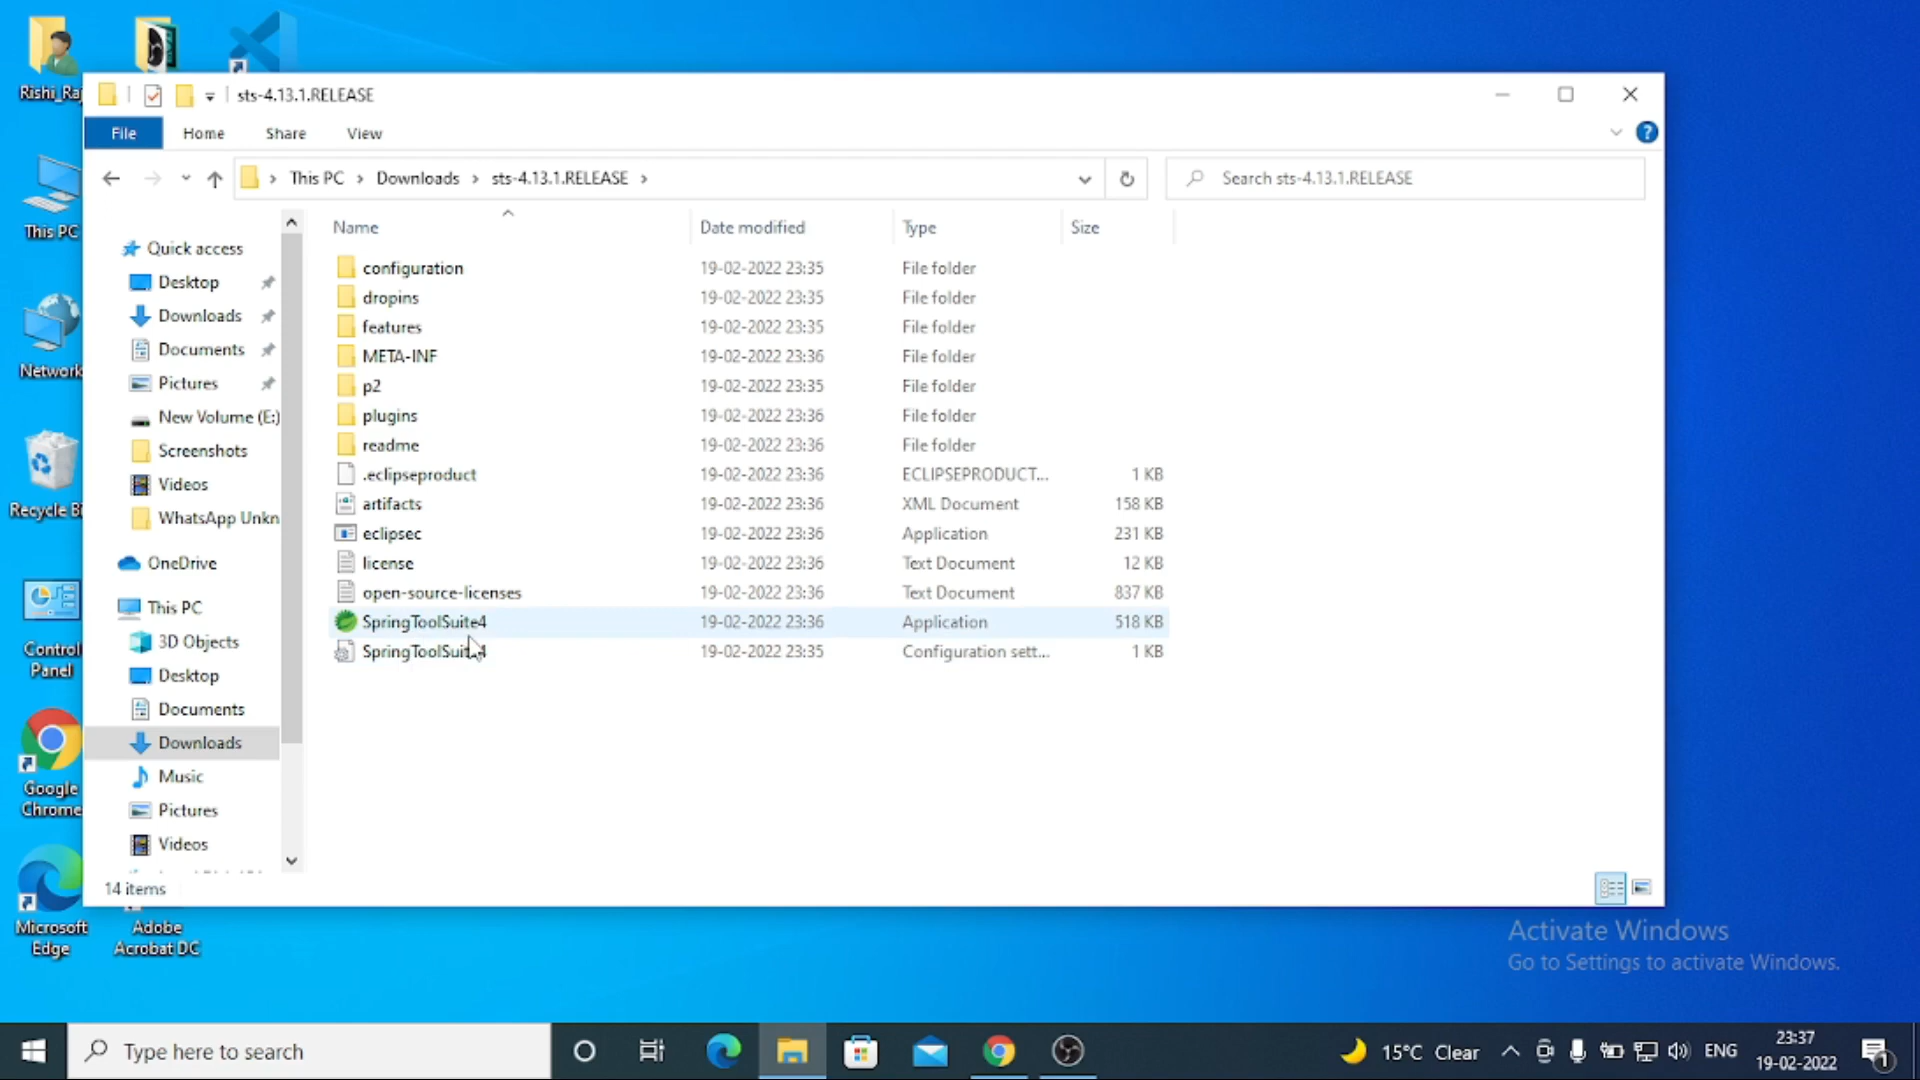 Rishi_Raj
This PC
Network
Recycle Bi
Control
Panel
Google
Chrome
Microsoft
Edge
Adobe
Acrobat DC
sts-4.13.1.RELEASE
File Home Share View
This PC > Downloads > sts-4.13.1.RELEASE >
Search sts-4.13.1.RELEASE
Quick access
Desktop
Downloads
Documents
Pictures
New Volume (E:)
Screenshots
Videos
WhatsApp Unkn
OneDrive
This PC
3D Objects
Desktop
Documents
Downloads
Music
Pictures
Videos
Name Date modified Type Size
configuration 19-02-2022 23:35 File folder
dropins 19-02-2022 23:35 File folder
features 19-02-2022 23:35 File folder
META-INF 19-02-2022 23:36 File folder
p2 19-02-2022 23:35 File folder
plugins 19-02-2022 23:36 File folder
readme 19-02-2022 23:36 File folder
.eclipseproduct 19-02-2022 23:36 ECLIPSEPRODUCT... 1 KB
artifacts 19-02-2022 23:36 XML Document 158 KB
eclipsec 19-02-2022 23:36 Application 231 KB
license 19-02-2022 23:36 Text Document 12 KB
open-source-licenses 19-02-2022 23:36 Text Document 837 KB
SpringToolSuite4 19-02-2022 23:36 Application 518 KB
SpringToolSuite4 19-02-2022 23:35 Configuration sett... 1 KB
14 items
Activate Windows
Go to Settings to activate Windows.
Type here to search
15°C Clear
ENG
23:37
19-02-2022
1